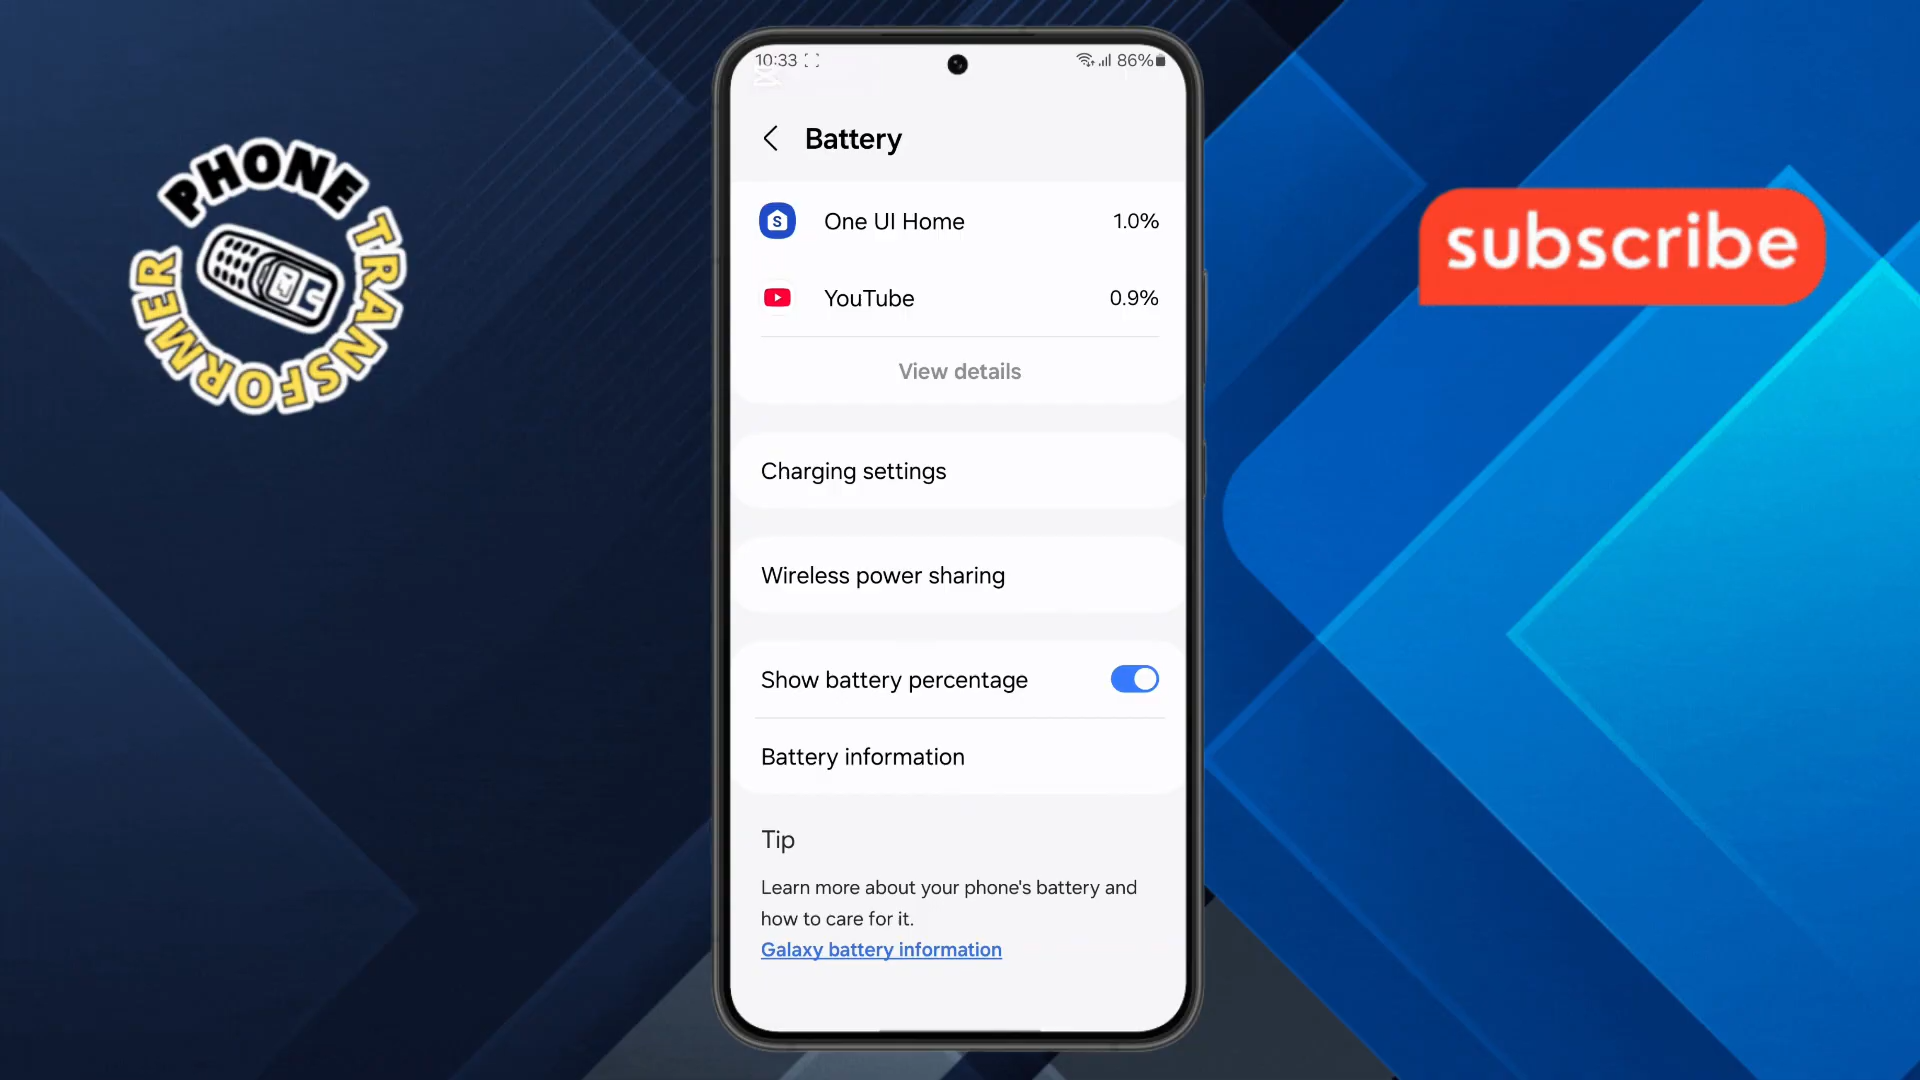 PHONE
TRANSFORMER
subscribe
10:33
86%
Battery
One UI Home
1.0%
YouTube
0.9%
View details
Charging settings
Wireless power sharing
Show battery percentage
Battery information
Tip
Learn more about your phone's battery and
how to care for it.
Galaxy battery information